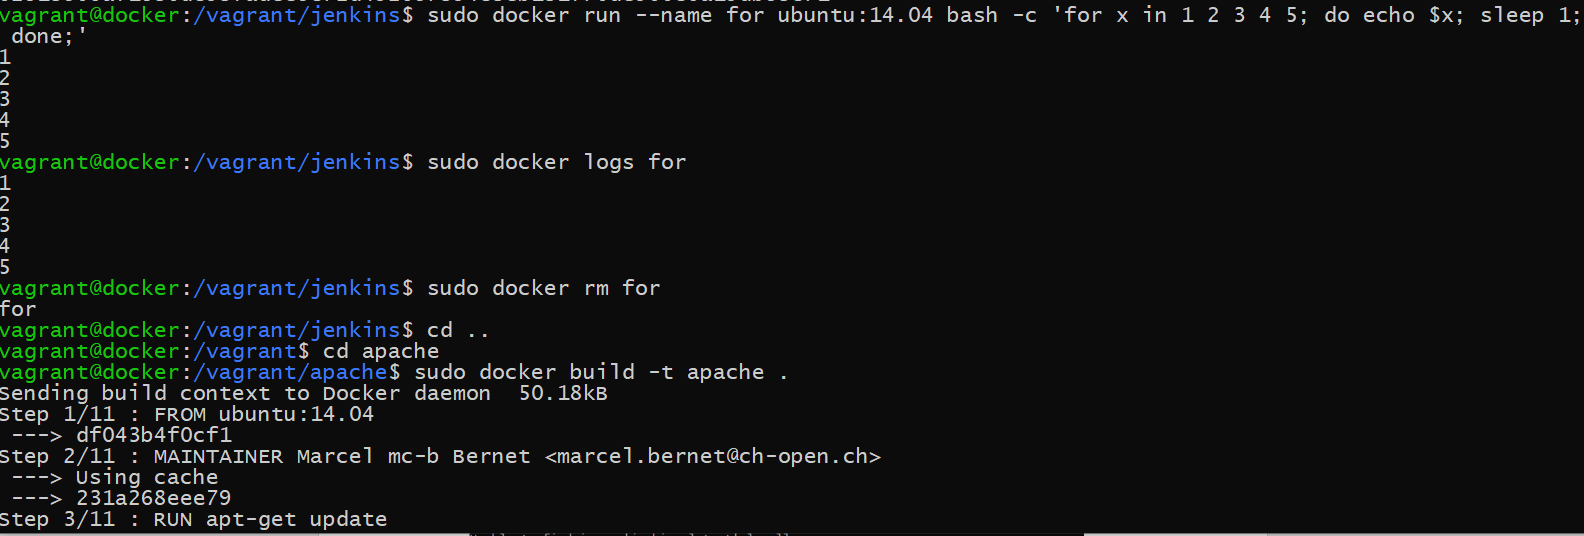 vagrant@docker:/vagrant/jenkins$ sudo docker run --name for ubuntu:14.04 bash -c 'for x in 1 2 3 4 5; do echo $x; sleep 1;
 done;'
1
2
3
4
5
vagrant@docker:/vagrant/jenkins$ sudo docker logs for
1
2
3
4
5
vagrant@docker:/vagrant/jenkins$ sudo docker rm for
for
vagrant@docker:/vagrant/jenkins$ cd ..
vagrant@docker:/vagrant$ cd apache
vagrant@docker:/vagrant/apache$ sudo docker build -t apache .
Sending build context to Docker daemon  50.18kB
Step 1/11 : FROM ubuntu:14.04
 ---> df043b4f0cf1
Step 2/11 : MAINTAINER Marcel mc-b Bernet <marcel.bernet@ch-open.ch>
 ---> Using cache
 ---> 231a268eee79
Step 3/11 : RUN apt-get update